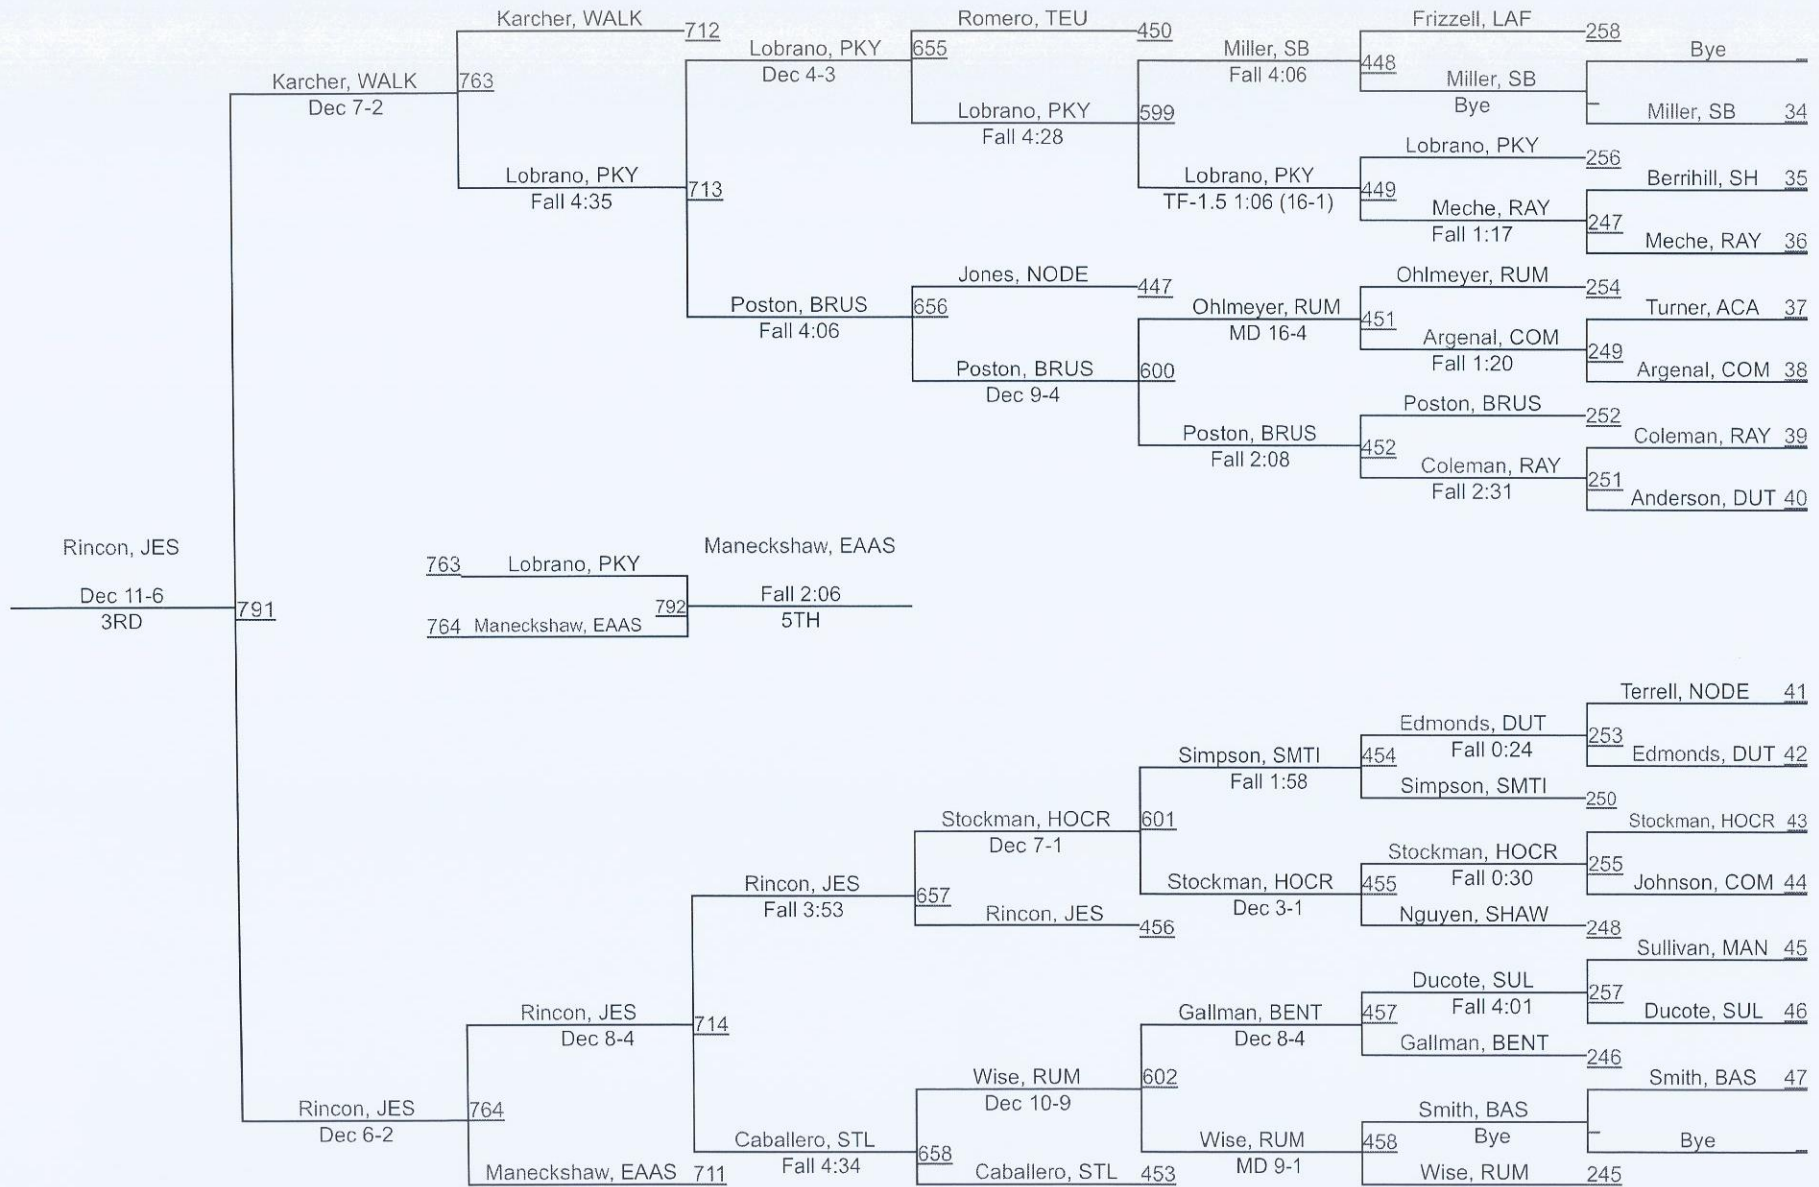 Karcher, WALK
712
Romero, TEU
450
Frizzell, LAF
258
Bye
Lobrano, PKY
Dec 4-3
655
Miller, SB
Fall 4:06
448
Miller, SB
Bye
Karcher, WALK
Dec 7-2
763
Lobrano, PKY
Fall 4:28
599
Miller, SB 34
Lobrano, PKY
256
Berrihill, SH 35
Lobrano, PKY
Fall 4:35
713
Lobrano, PKY
TF-1.5 1:06 (16-1)
449
Meche, RAY
Fall 1:17
247
Meche, RAY 36
Jones, NODE
447
Ohlmeyer, RUM
254
Turner, ACA 37
Poston, BRUS
Fall 4:06
656
Ohlmeyer, RUM
MD 16-4
451
Argenal, COM
Fall 1:20
249
Argenal, COM 38
Poston, BRUS
Dec 9-4
600
Poston, BRUS
252
Coleman, RAY 39
Poston, BRUS
Fall 2:08
452
Coleman, RAY
Fall 2:31
251
Anderson, DUT 40
Rincon, JES
Dec 11-6
3RD
791
763 Lobrano, PKY
764 Maneckshaw, EAAS
792
Maneckshaw, EAAS
Fall 2:06
5TH
Terrell, NODE 41
Edmonds, DUT
Fall 0:24
253
Edmonds, DUT 42
Simpson, SMTI
Fall 1:58
454
Simpson, SMTI
250
Stockman, HOCR 43
Stockman, HOCR
Dec 7-1
601
Stockman, HOCR
Fall 0:30
255
Johnson, COM 44
Rincon, JES
Fall 3:53
657
Stockman, HOCR
Dec 3-1
455
Nguyen, SHAW
248
Rincon, JES
456
Sullivan, MAN 45
Rincon, JES
Dec 8-4
714
Gallman, BENT
Dec 8-4
457
Ducote, SUL
Fall 4:01
257
Ducote, SUL 46
Gallman, BENT
246
Wise, RUM
Dec 10-9
602
Smith, BAS 47
Rincon, JES
Dec 6-2
764
Smith, BAS
Bye
Bye
Caballero, STL
Fall 4:34
658
Wise, RUM
MD 9-1
458
Maneckshaw, EAAS 711
Caballero, STL
453
Wise, RUM
245